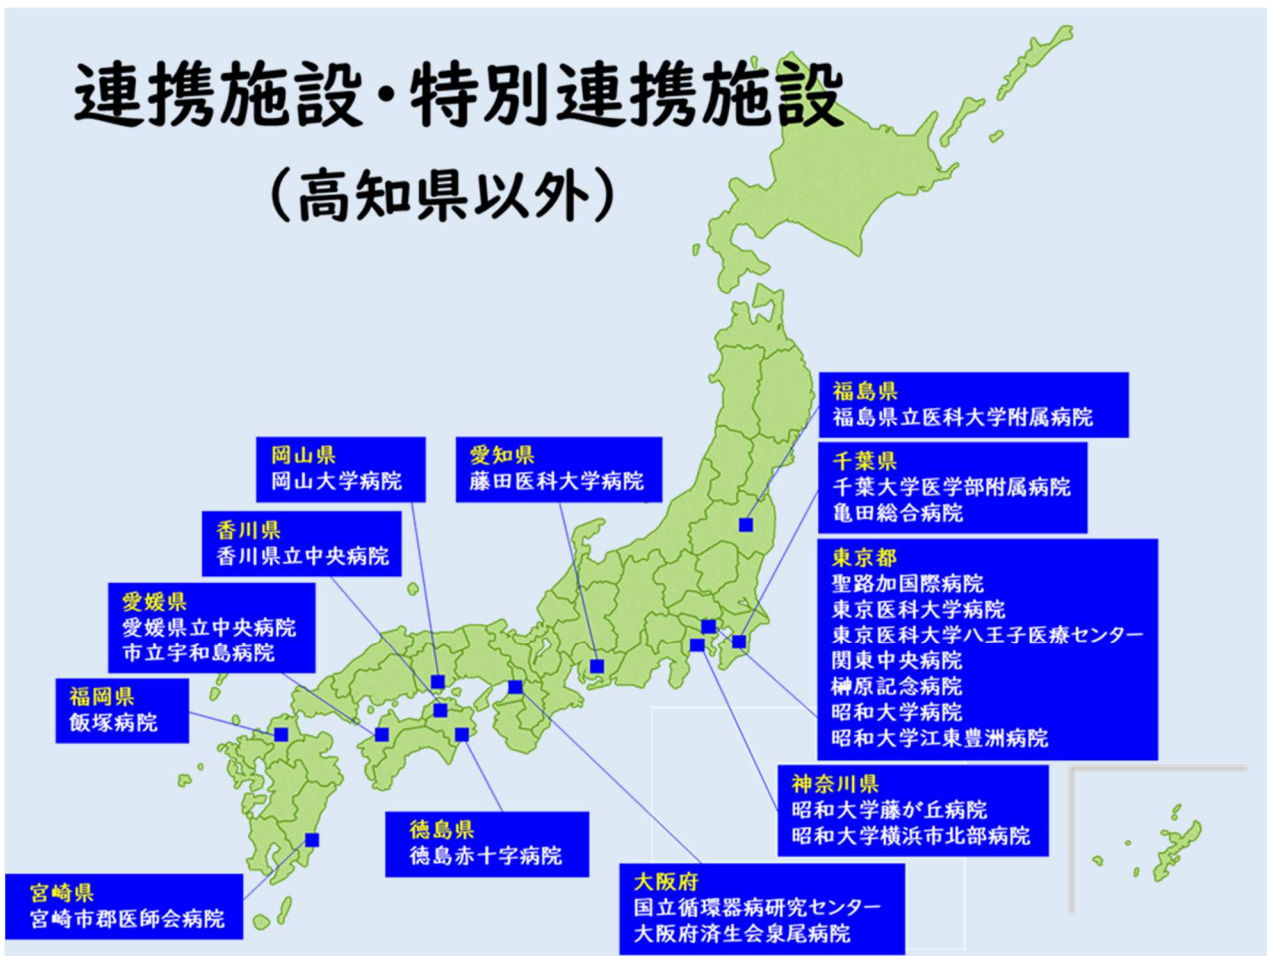 連携施設・特別連携施設
（高知県以外）
福島県
福島県立医科大学附属病院
千葉県
千葉大学医学部附属病院
亀田総合病院
東京都
聖路加国際病院
東京医科大学病院
東京医科大学八王子医療センター
関東中央病院
榊原記念病院
昭和大学病院
昭和大学江東豊洲病院
神奈川県
昭和大学藤が丘病院
昭和大学横浜市北部病院
愛知県
藤田医科大学病院
大阪府
国立循環器病研究センター
大阪府済生会泉尾病院
岡山県
岡山大学病院
香川県
香川県立中央病院
愛媛県
愛媛県立中央病院
市立宇和島病院
徳島県
徳島赤十字病院
福岡県
飯塚病院
宮崎県
宮崎市郡医師会病院